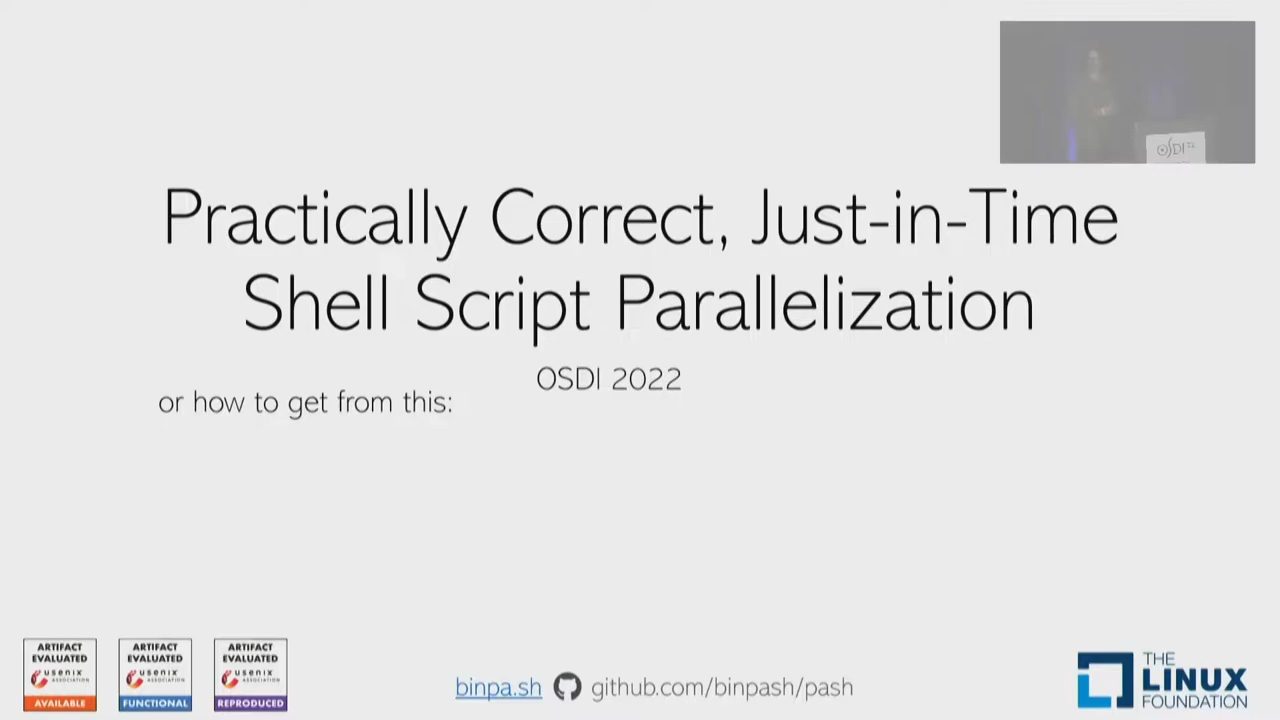 OSDI 22
Practically Correct, Just-in-Time
Shell Script Parallelization
OSDI 2022
or how to get from this:
ARTIFACT
EVALUATED
usenix
ASSOCIATION
AVAILABLE
ARTIFACT
EVALUATED
usenix
ASSOCIATION
FUNCTIONAL
ARTIFACT
EVALUATED
usenix
ASSOCIATION
REPRODUCED
binpa.sh github.com/binpash/pash
THE
LINUX
FOUNDATION